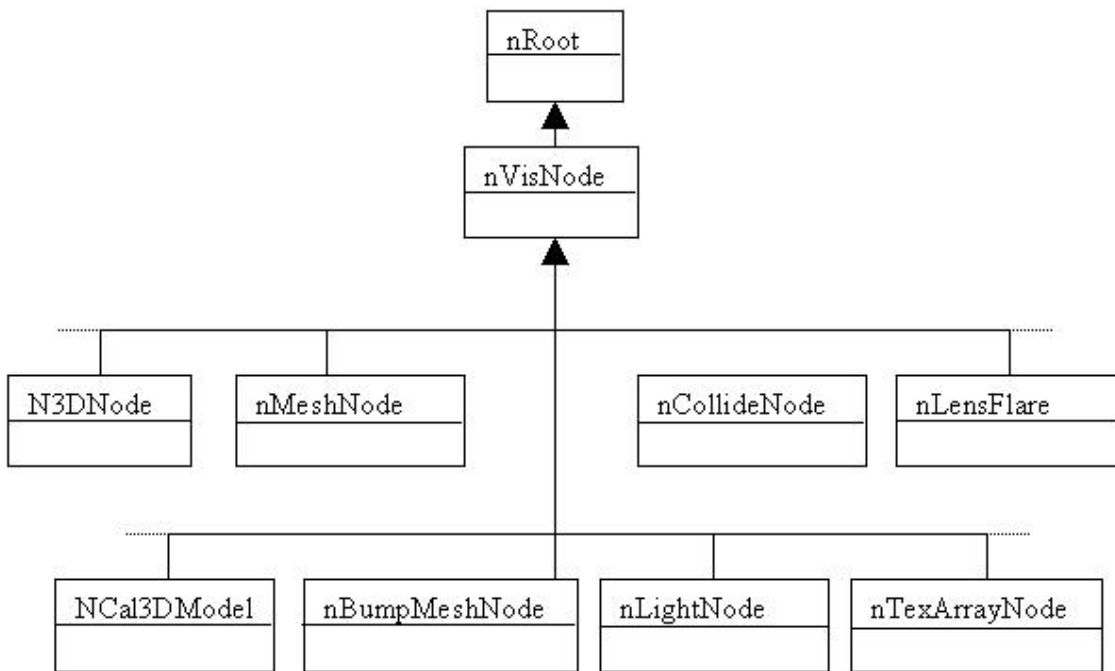 nRoot
nVisNode
N3DNode
nMeshNode
nCollideNode
nLensFlare
NCal3DModel
nBumpMeshNode
nLightNode
nTexArrayNode